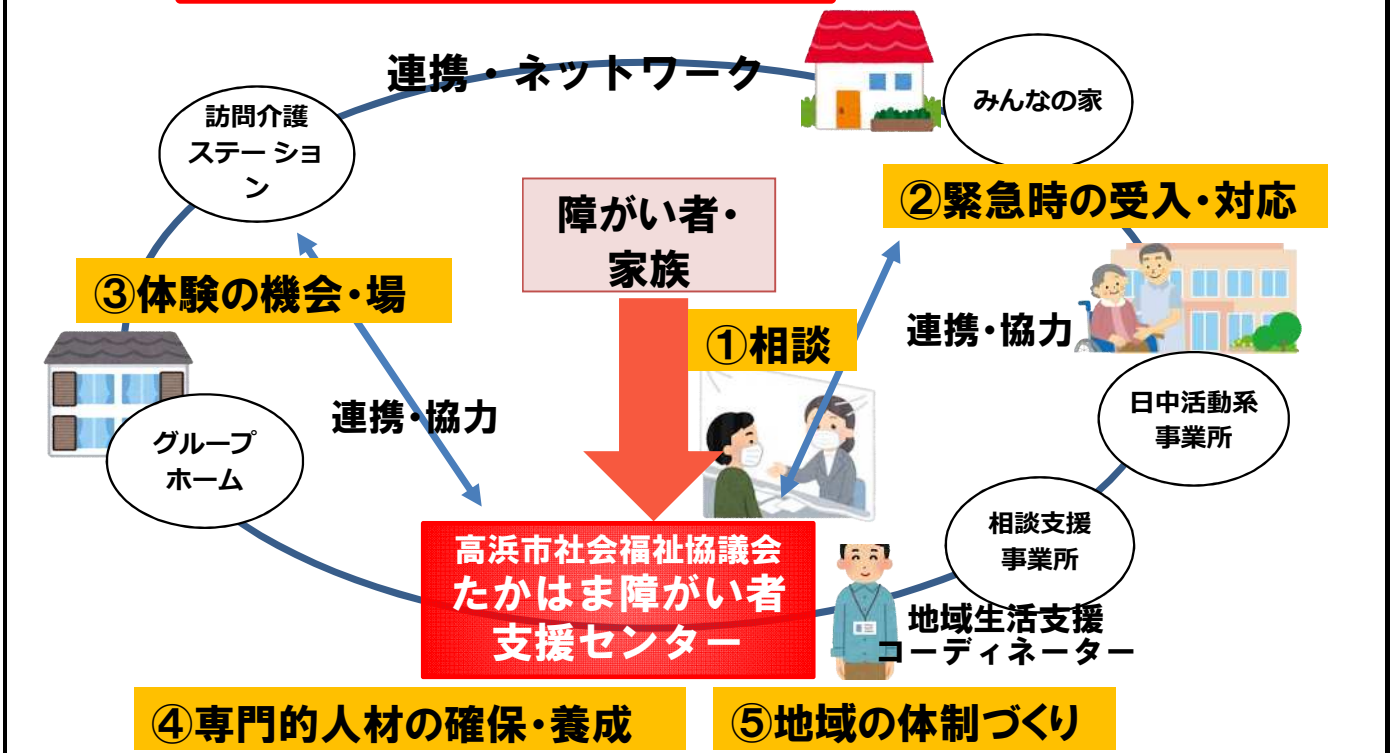 連携・ネットワーク
みんなの家
訪問介護
ステーショ
ン
②緊急時の受入・対応
障がい者・
家族
③体験の機会・場
①相談
連携・協力
日中活動系
事業所
連携・協力
グループ
ホーム
相談支援
事業所
高浜市社会福祉協議会
たかはま障がい者
支援センター
地域生活支援
コーディネーター
④専門的人材の確保・養成
⑤地域の体制づくり